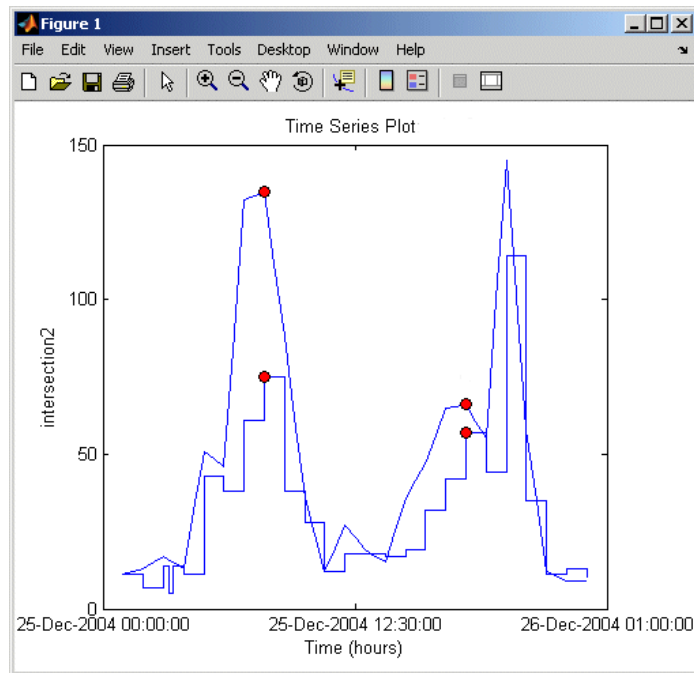 Figure 1
File Edit View Insert Tools Desktop Window Help
Time Series Plot
150
100
50
0
intersection2
25-Dec-2004 00:00:00 25-Dec-2004 12:30:00 26-Dec-2004 01:00:00
Time (hours)